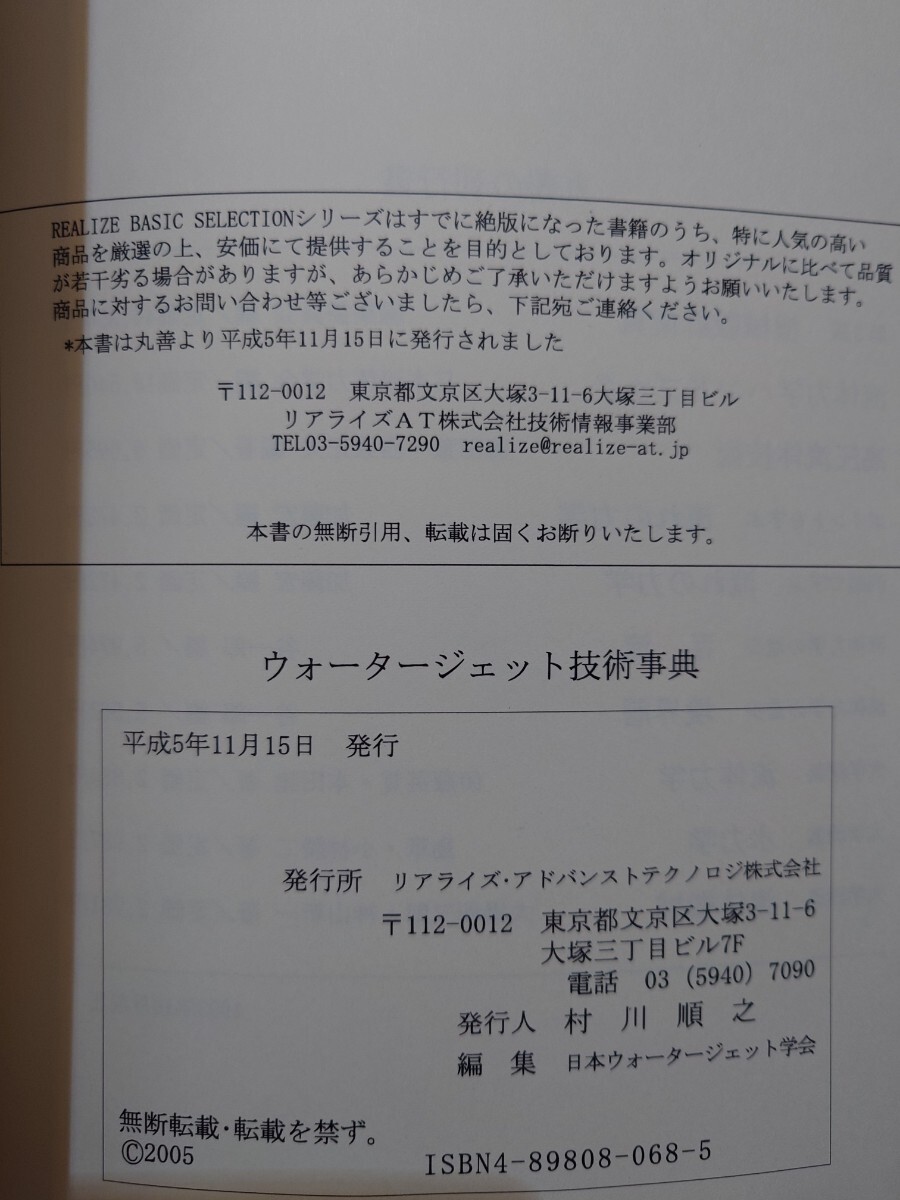 REALIZE BASIC SELECTIONシリーズはすでに絶版になった書籍のうち、特に人気の高い
商品を厳選の上、安価にて提供することを目的としております。オリジナルに比べて品質
が若干劣る場合がありますが、あらかじめご了承いただけますようお願いいたします。
商品に対するお問い合わせ等ございましたら、下記宛ご連絡ください。
*本書は丸善より平成5年11月15日に発行されました
〒112-0012 東京都文京区大塚3-11-6大塚三丁目ビル
リアライズAT株式会社技術情報事業部
TEL03-5940-7290 realize@realize-at.jp
本書の無断引用、転載は固くお断りいたします。
ウォータージェット技術事典
平成5年11月15日 発行
発行所 リアライズ・アドバンストテクノロジ株式会社
〒112-0012 東京都文京区大塚3-11-6
大塚三丁目ビル7F
電話 03 (5940) 7090
発行人 村川順之
編集 日本ウォータージェット学会
無断転載・転載を禁ず。
©2005
ISBN4-89808-068-5